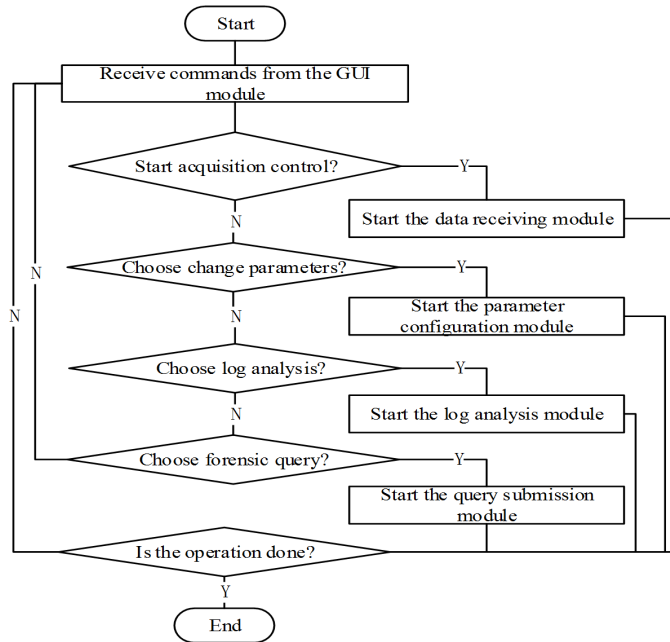 Start
Receive commands from the GUI
module
Start acquisition control?
Y
N
Start the data receiving module
Choose change parameters?
Y
N
N
N
Start the parameter
configuration module
Choose log analysis?
Y
N
Start the log analysis module
Choose forensic query?
Y
Start the query submission
module
Is the operation done?
Y
End